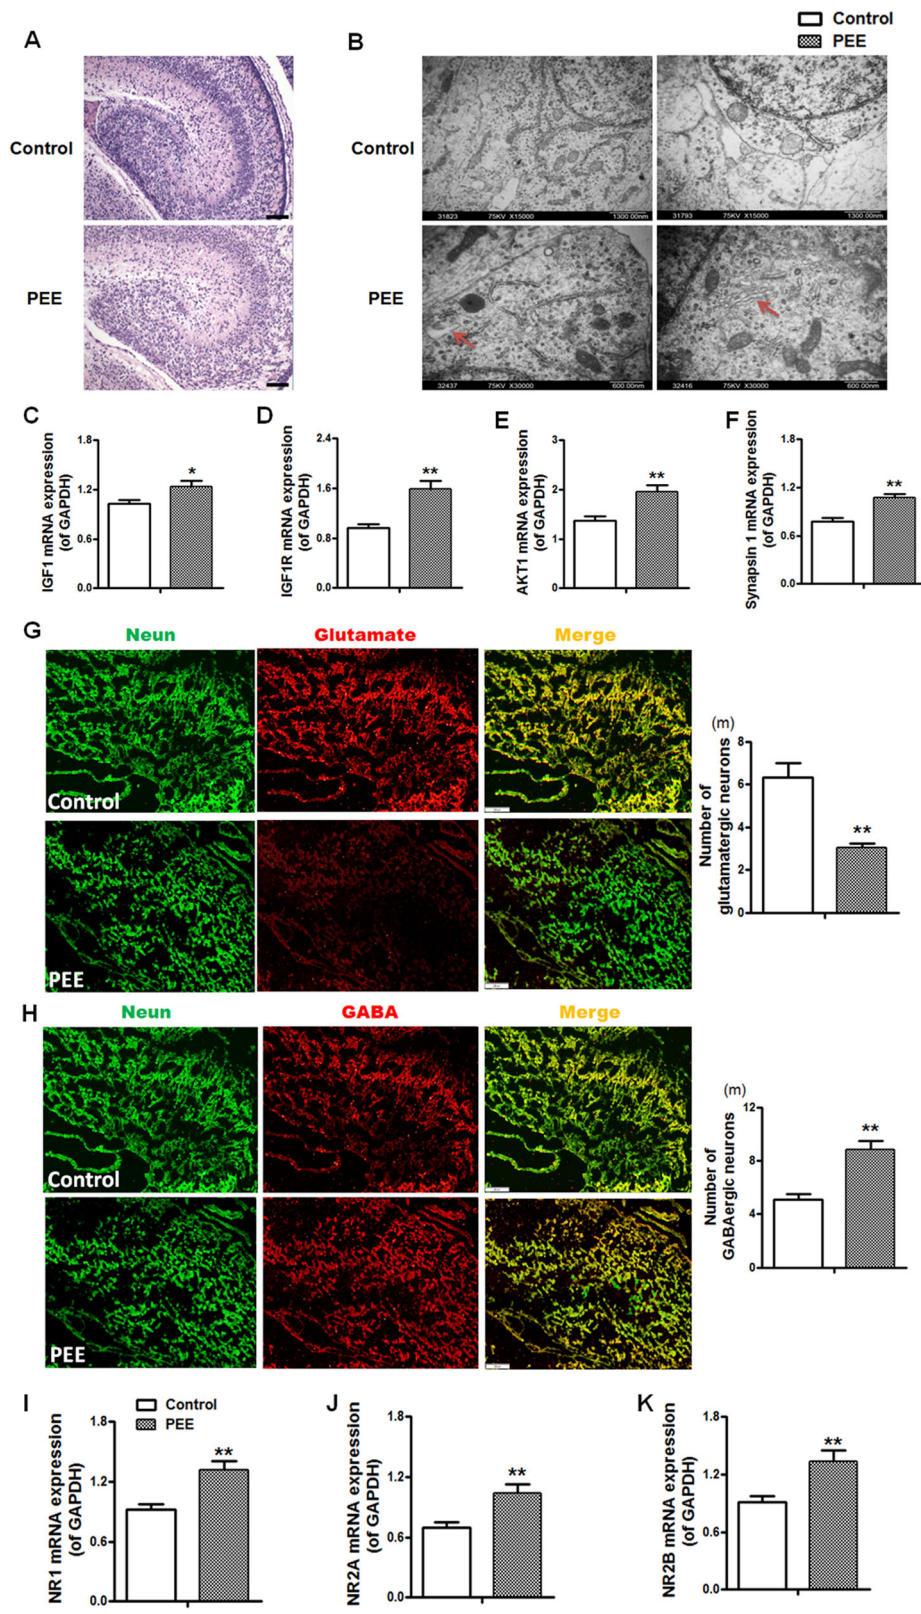 Control
PEE
A
B
Control
PEE
Control
PEE
31823 75KV X15000 1300.00nm
31793 75KV X15000 1300.00nm
32437 75KV X30000 600.00nm
32416 75KV X30000 600.00nm
C
IGF1 mRNA expression
(of GAPDH)
1.8
1.2
0.6
0.0
*
D
IGF1R mRNA expression
(of GAPDH)
2.4
1.6
0.8
0.0
**
E
AKT1 mRNA expression
(of GAPDH)
3
2
1
0
**
F
Synapsin 1 mRNA expression
(of GAPDH)
1.8
1.2
0.6
0.0
**
G
Neun
Glutamate
Merge
Control
PEE
(m)
Number of
glutamatergic neurons
8
6
4
2
0
**
H
Neun
GABA
Merge
Control
PEE
(m)
Number of
GABAergic neurons
12
8
4
0
**
I
Control
PEE
NR1 mRNA expression
(of GAPDH)
1.8
1.2
0.6
0.0
**
J
NR2A mRNA expression
(of GAPDH)
1.8
1.2
0.6
0.0
**
K
NR2B mRNA expression
(of GAPDH)
1.8
1.2
0.6
0.0
**